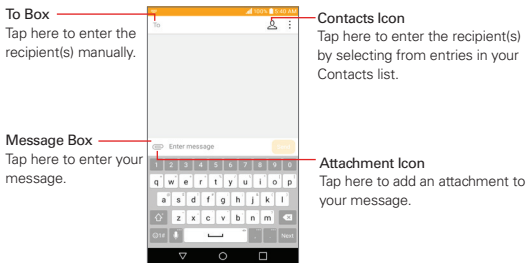 To Box
Tap here to enter the
recipient(s) manually.
Message Box
Tap here to enter your
message.
100% 5:40 AM
To
Enter message
Send
1 2 3 4 5 6 7 8 9 0
q w e r t y u i o p
a s d f g h j k l
z x c v b n m
Next
Contacts Icon
Tap here to enter the recipient(s)
by selecting from entries in your
Contacts list.
Attachment Icon
Tap here to add an attachment to
your message.